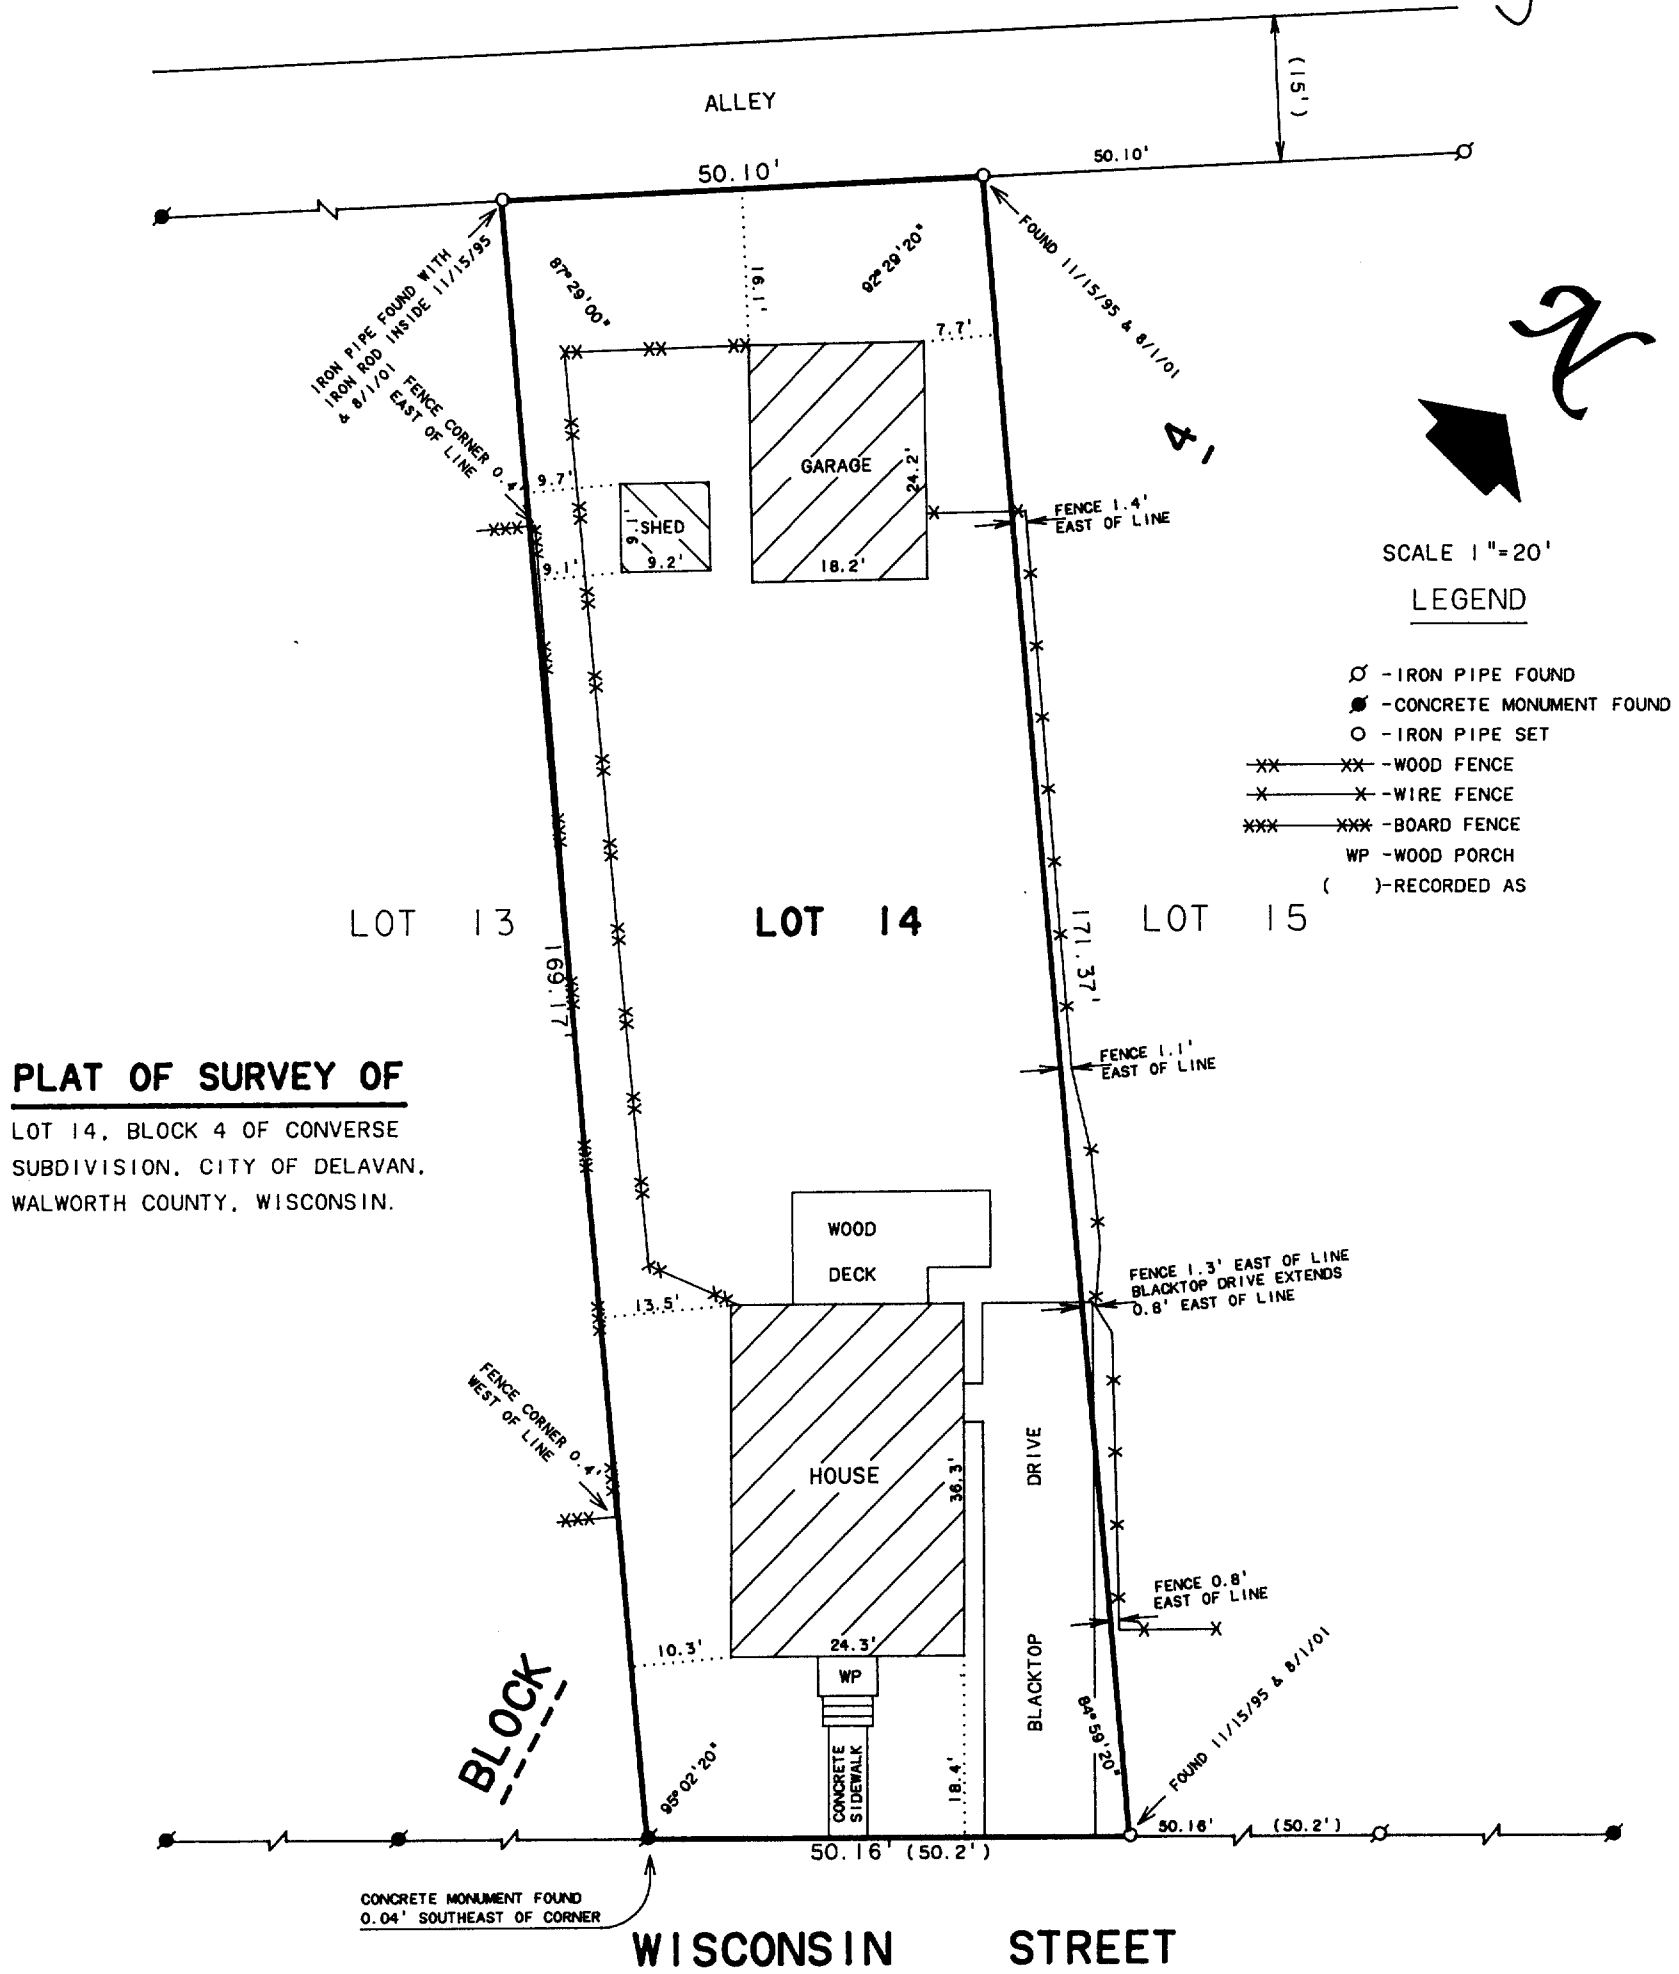 ALLEY
(15')
50.10'
50.10'
IRON PIPE FOUND WITH
IRON ROD INSIDE 11/15/95
& 8/1/01
87°29'00"
16.1'
92°29'20"
FOUND 11/15/95 & 8/1/01
7.7'
N
FENCE CORNER 0.4'
EAST OF LINE
9.7'
SHED
9.1'
9.2'
9.1'
GARAGE
24.2'
18.2'
4
FENCE 1.4'
EAST OF LINE
SCALE 1"=20'
LEGEND
-IRON PIPE FOUND
-CONCRETE MONUMENT FOUND
-IRON PIPE SET
XX XX -WOOD FENCE
X X -WIRE FENCE
XXX XXX -BOARD FENCE
WP -WOOD PORCH
( )-RECORDED AS
LOT 13
LOT 14
LOT 15
169.17'
171.37'
PLAT OF SURVEY OF
LOT 14, BLOCK 4 OF CONVERSE
SUBDIVISION, CITY OF DELAVAN,
WALWORTH COUNTY, WISCONSIN.
FENCE 1.1'
EAST OF LINE
WOOD
DECK
FENCE 1.3' EAST OF LINE
BLACKTOP DRIVE EXTENDS
0.8' EAST OF LINE
13.5'
FENCE CORNER 0.4'
WEST OF LINE
HOUSE
36.3'
24.3'
BLACKTOP DRIVE
FENCE 0.8'
EAST OF LINE
10.3'
WP
BLOCK
CONCRETE
SIDEWALK
18.4'
95°02'20"
84°59'20"
FOUND 11/15/95 & 8/1/01
50.16' (50.2')
50.16' (50.2')
CONCRETE MONUMENT FOUND
0.04' SOUTHEAST OF CORNER
WISCONSIN STREET